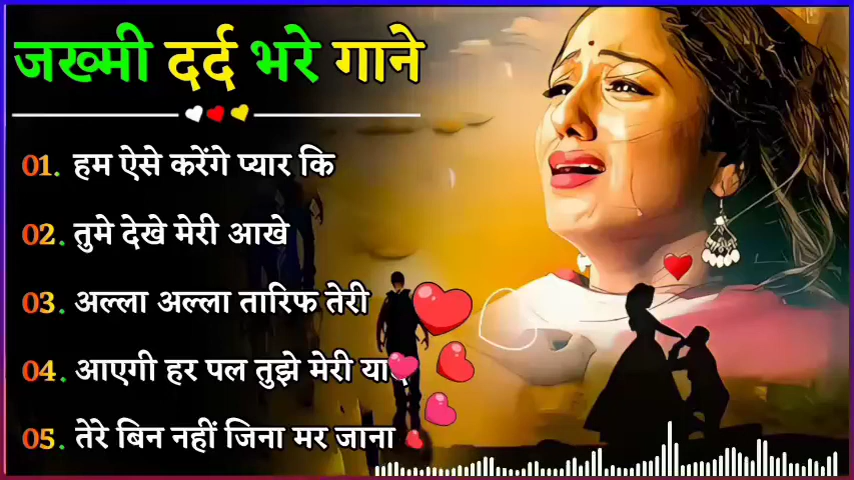 जख्मी दर्द भरे गाने
01. हम ऐसे करेंगे प्यार कि
02. तुमे देखे मेरी आखे
03. अल्ला अल्ला तारिफ तेरी
04. आएगी हर पल तुझे मेरी याद
05. तेरे बिन नहीं जिना मर जाना